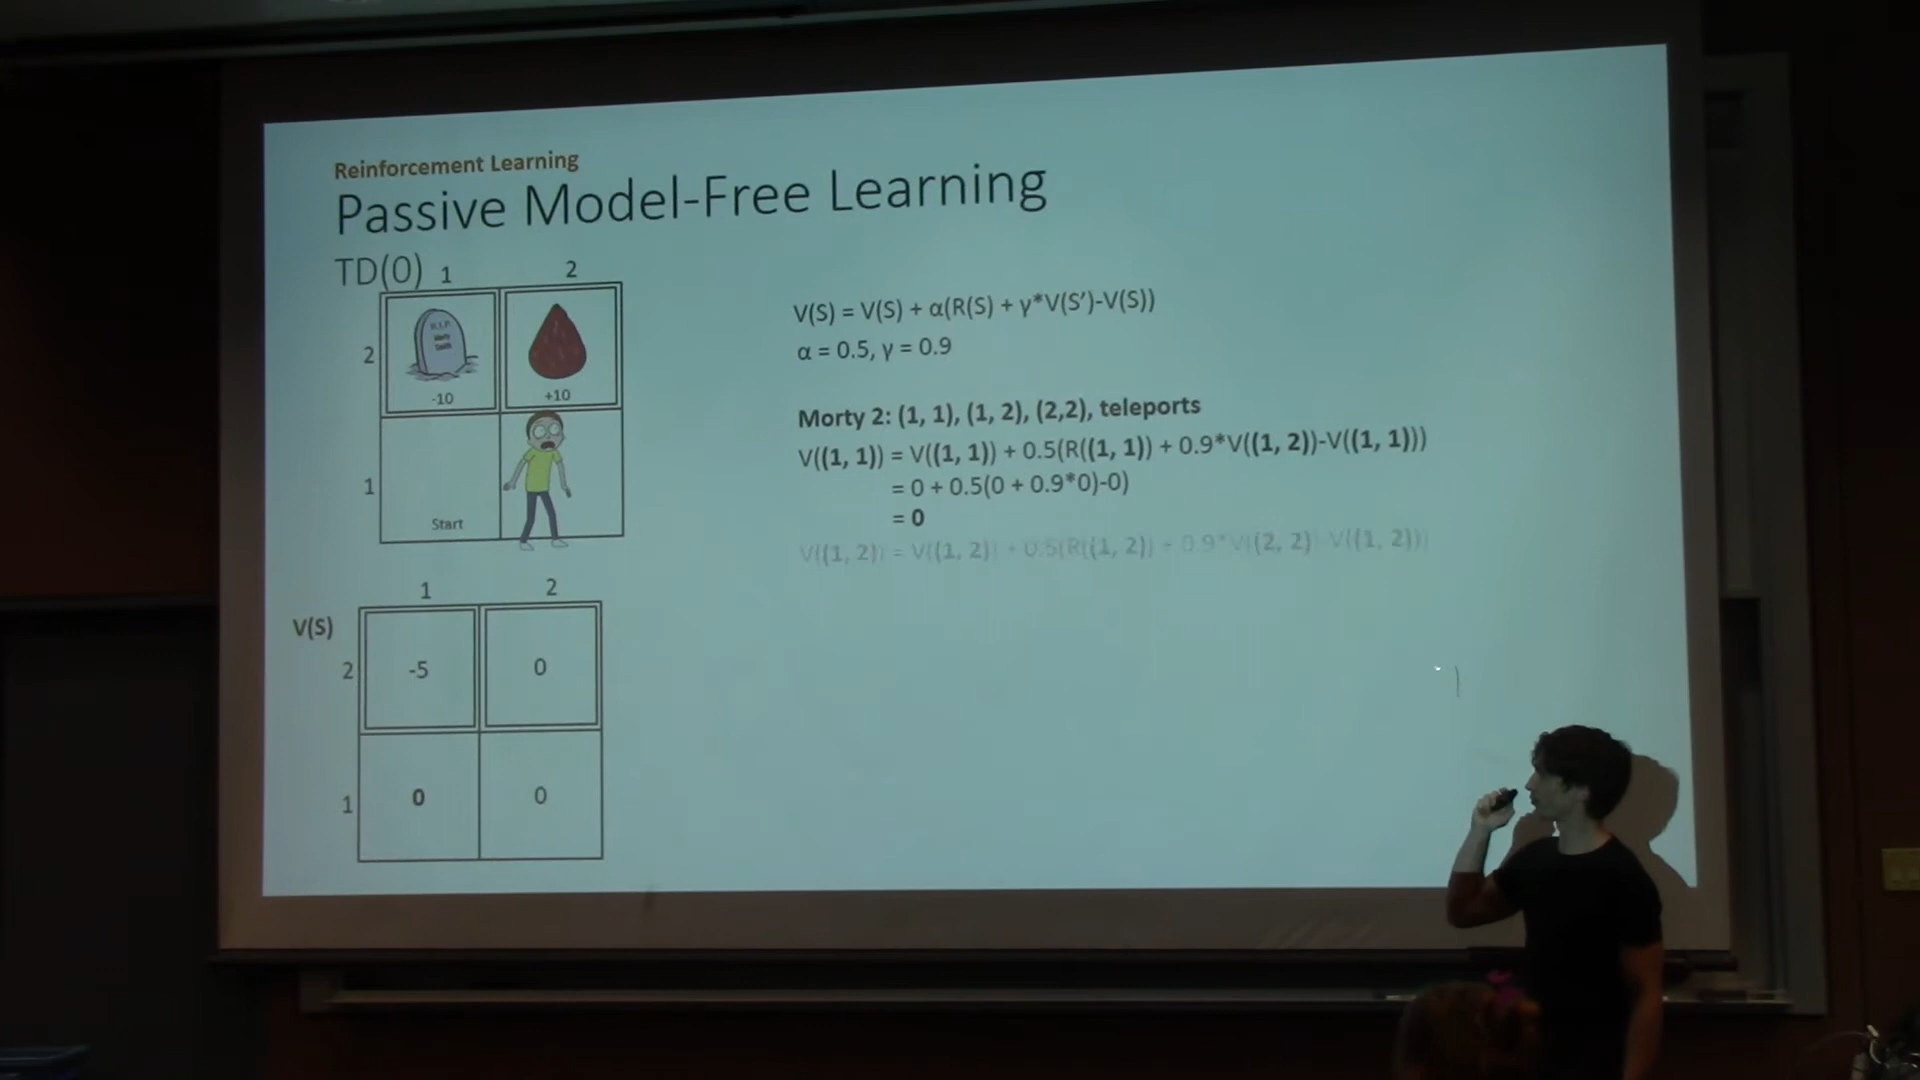 Reinforcement Learning
Passive Model-Free Learning
TD(0)
1 2
2
R.I.P.
Morty
Smith
-10 +10
1
Start
V(S)
1 2
2 -5 0
1 0 0
V(S) = V(S) + α(R(S) + γ*V(S')-V(S))
α = 0.5, γ = 0.9
Morty 2: (1, 1), (1, 2), (2,2), teleports
V((1, 1)) = V((1, 1)) + 0.5(R((1, 1)) + 0.9*V((1, 2))-V((1, 1)))
= 0 + 0.5(0 + 0.9*0)-0)
= 0
V((1, 2)) = V((1, 2)) + 0.5(R((1, 2)) + 0.9*V((2, 2))-V((1, 2)))